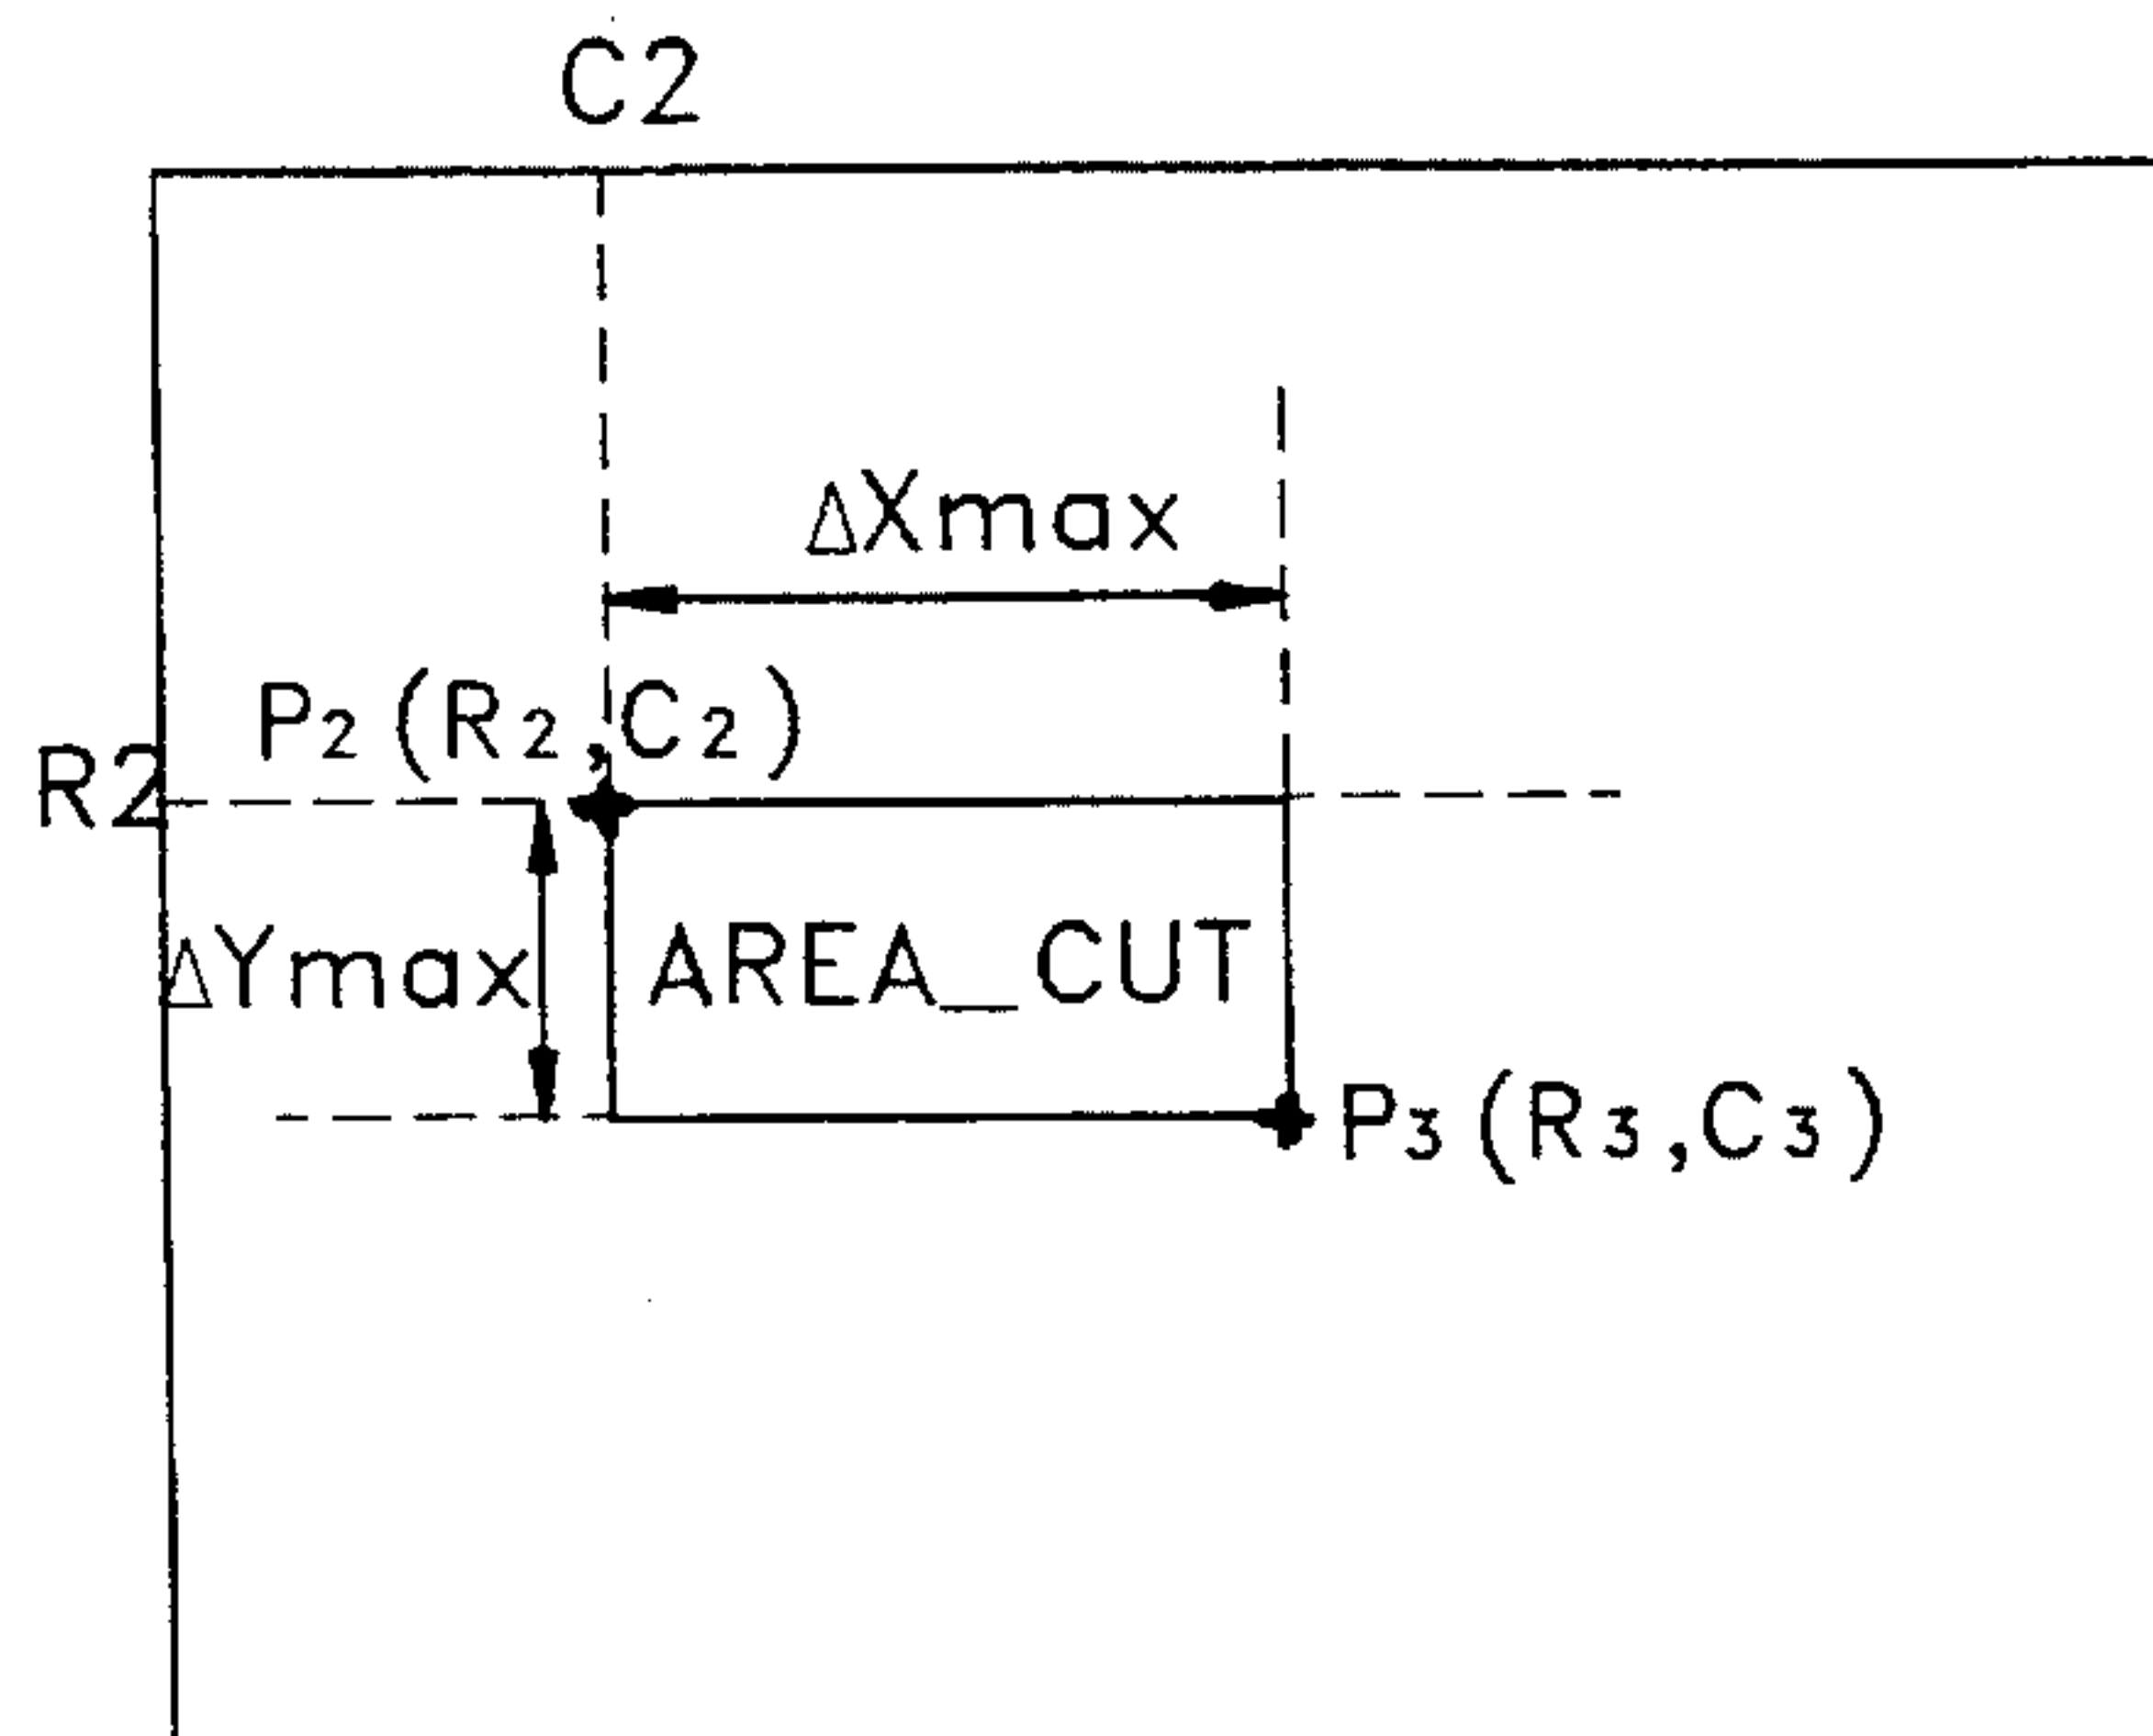 C2
ΔXmax
P₂(R₂,C₂)
R2
ΔYmax
AREA_CUT
P₃(R₃,C₃)